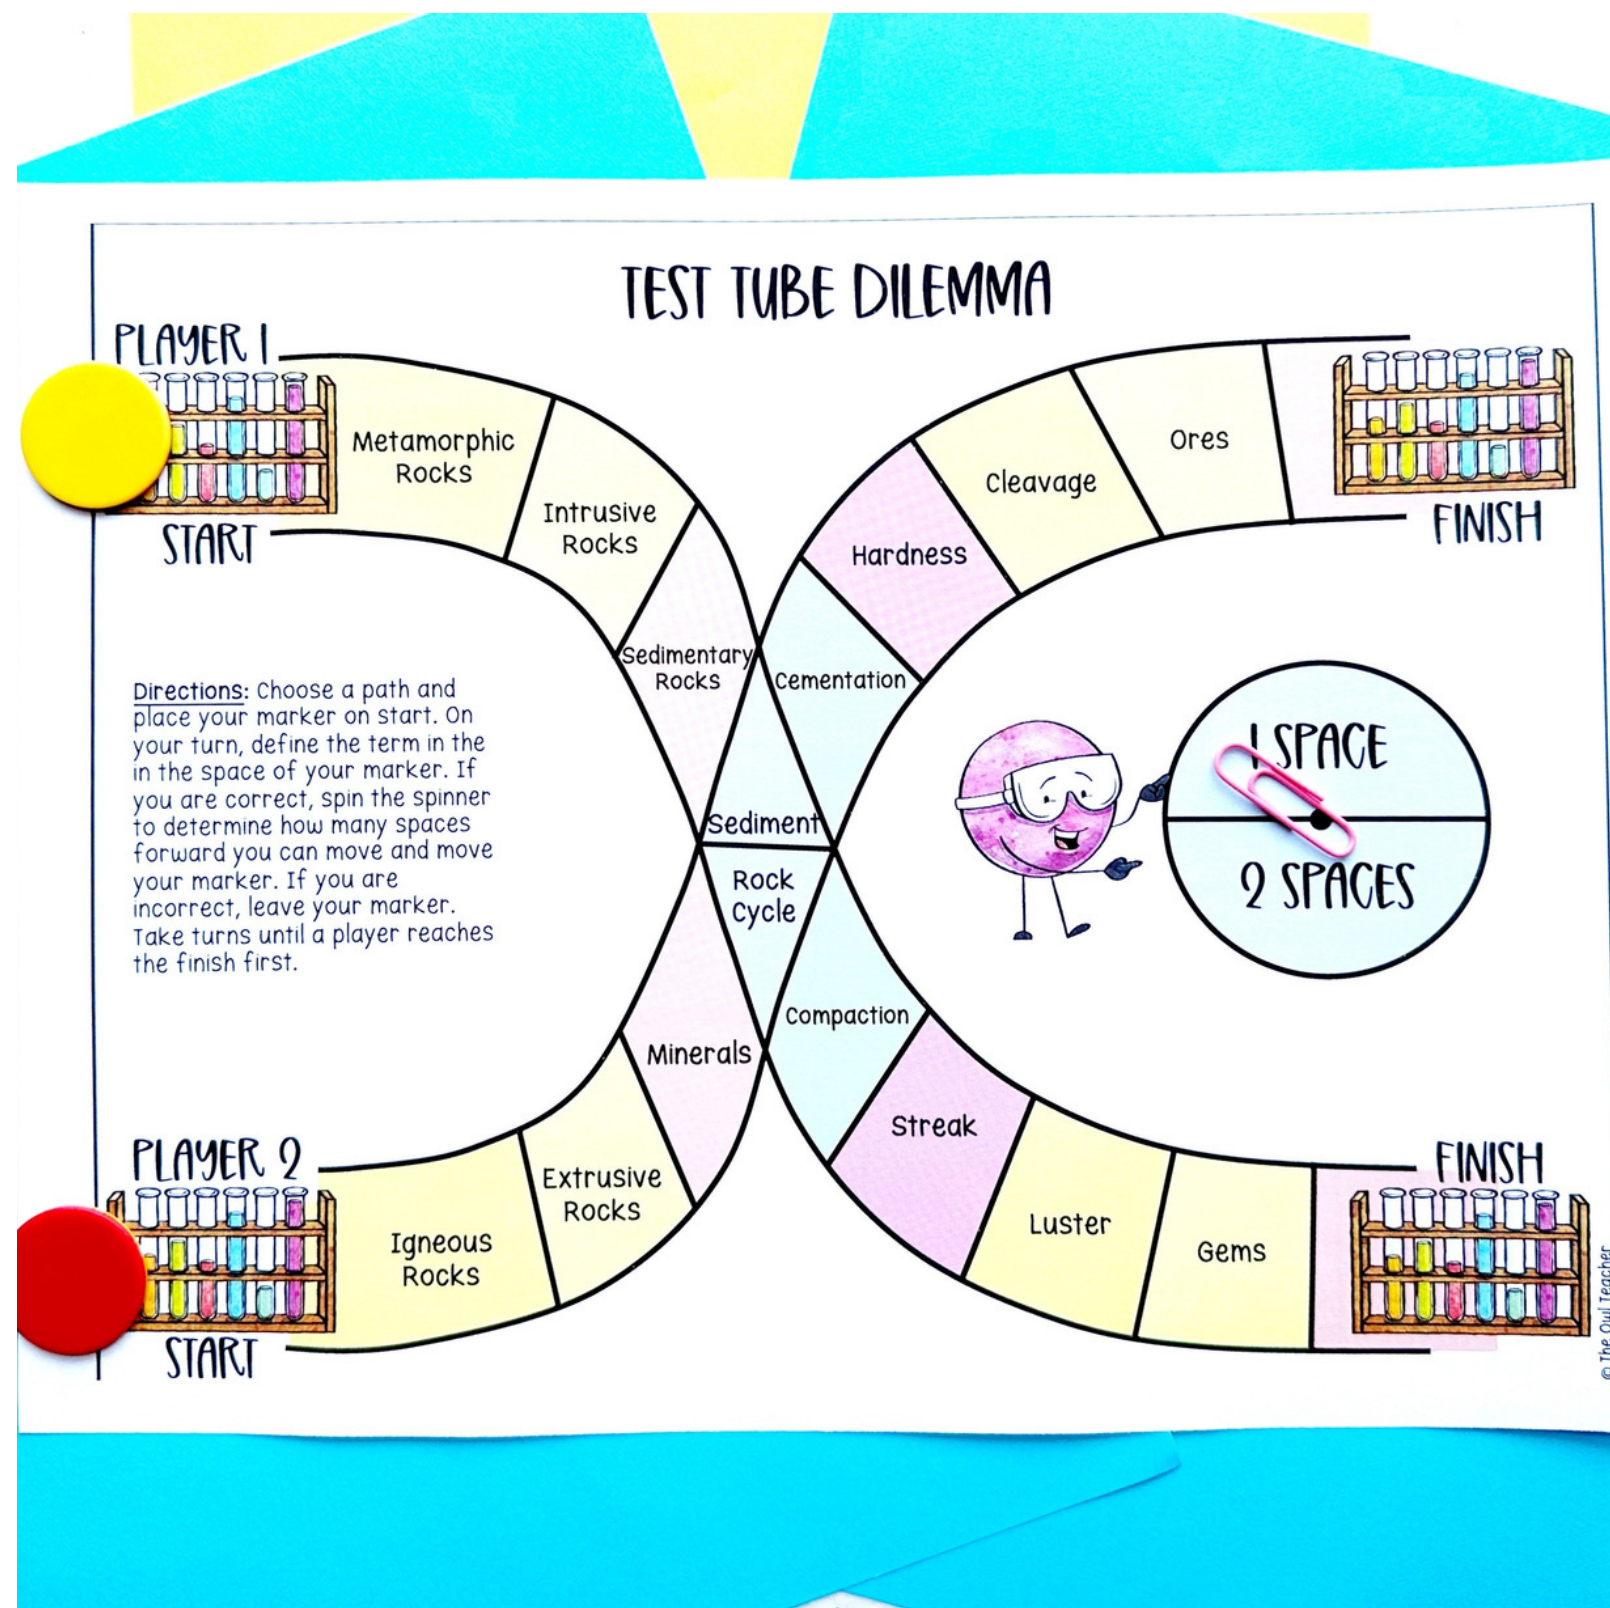 TEST TUBE DILEMMA
PLAYER 1
START
Metamorphic
Rocks
Intrusive
Rocks
Sedimentary
Rocks
Sediment
Cementation
Hardness
Cleavage
Ores
FINISH
Directions: Choose a path and
place your marker on start. On
your turn, define the term in the
in the space of your marker. If
you are correct, spin the spinner
to determine how many spaces
forward you can move and move
your marker. If you are
incorrect, leave your marker.
Take turns until a player reaches
the finish first.
1 SPACE
2 SPACES
PLAYER 2
START
Igneous
Rocks
Extrusive
Rocks
Minerals
Rock
Cycle
Compaction
Streak
Luster
Gems
FINISH
© The Owl Teacher